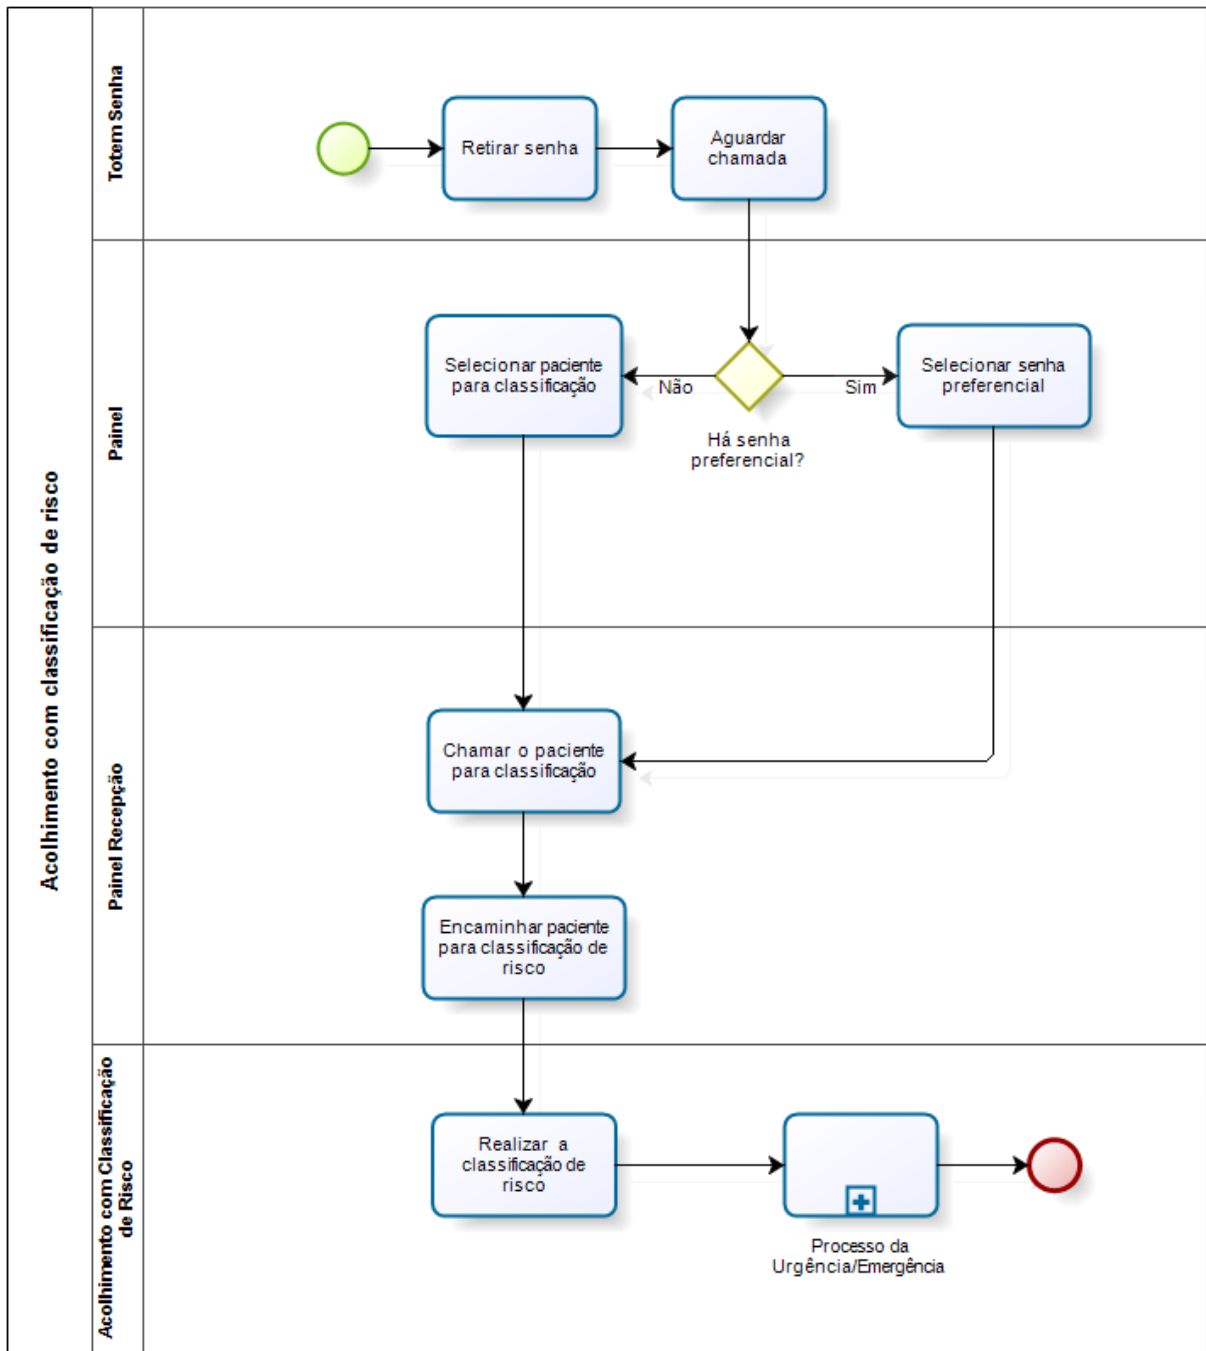 Acolhimento com classificação de risco
Totem Senha
Retirar senha
Aguardar
chamada
Painel
Selecionar paciente
para classificação
Não
Sim
Há senha
preferencial?
Selecionar senha
preferencial
Painel Recepção
Chamar o paciente
para classificação
Encaminhar paciente
para classificação de
risco
Acolhimento com Classificação
de Risco
Realizar a
classificação de
risco
Processo da
Urgência/Emergência